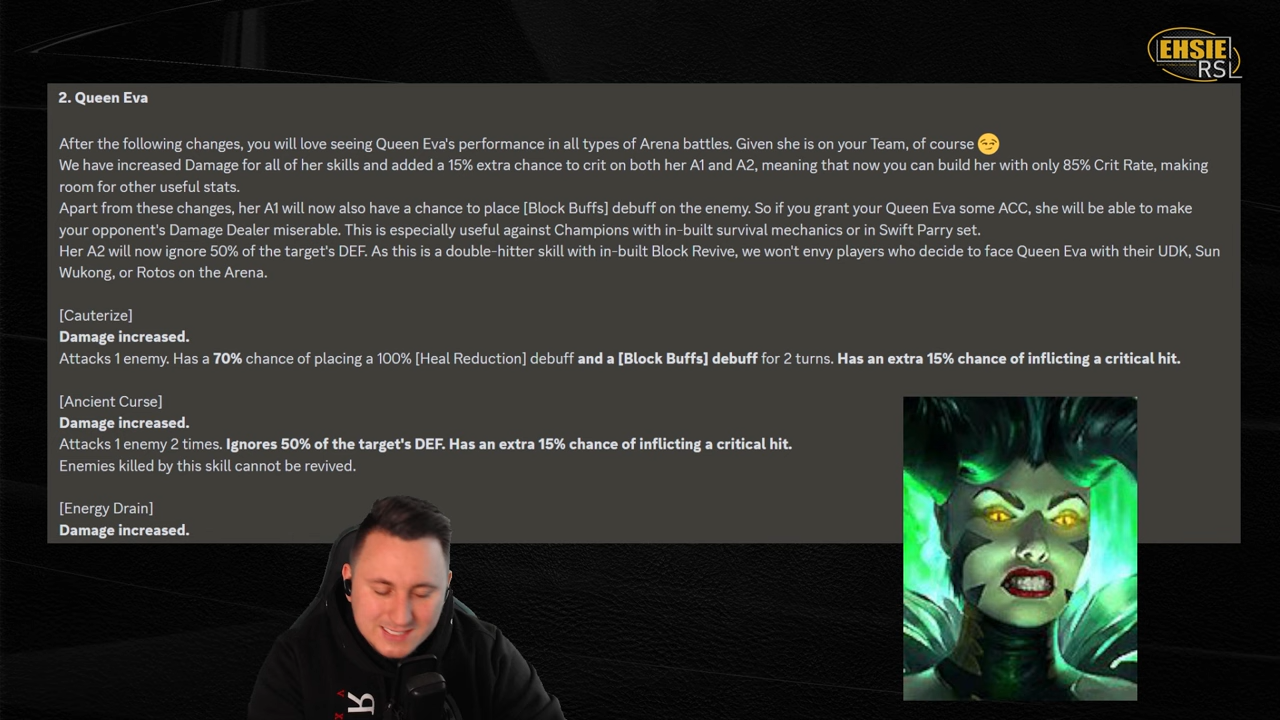 EHSIE
RSL
2. Queen Eva
After the following changes, you will love seeing Queen Eva's performance in all types of Arena battles. Given she is on your Team, of course 😏
We have increased Damage for all of her skills and added a 15% extra chance to crit on both her A1 and A2, meaning that now you can build her with only 85% Crit Rate, making
room for other useful stats.
Apart from these changes, her A1 will now also have a chance to place [Block Buffs] debuff on the enemy. So if you grant your Queen Eva some ACC, she will be able to make
your opponent's Damage Dealer miserable. This is especially useful against Champions with in-built survival mechanics or in Swift Parry set.
Her A2 will now ignore 50% of the target's DEF. As this is a double-hitter skill with in-built Block Revive, we won't envy players who decide to face Queen Eva with their UDK, Sun
Wukong, or Rotos on the Arena.
[Cauterize]
Damage increased.
Attacks 1 enemy. Has a 70% chance of placing a 100% [Heal Reduction] debuff and a [Block Buffs] debuff for 2 turns. Has an extra 15% chance of inflicting a critical hit.
[Ancient Curse]
Damage increased.
Attacks 1 enemy 2 times. Ignores 50% of the target's DEF. Has an extra 15% chance of inflicting a critical hit.
Enemies killed by this skill cannot be revived.
[Energy Drain]
Damage increased.